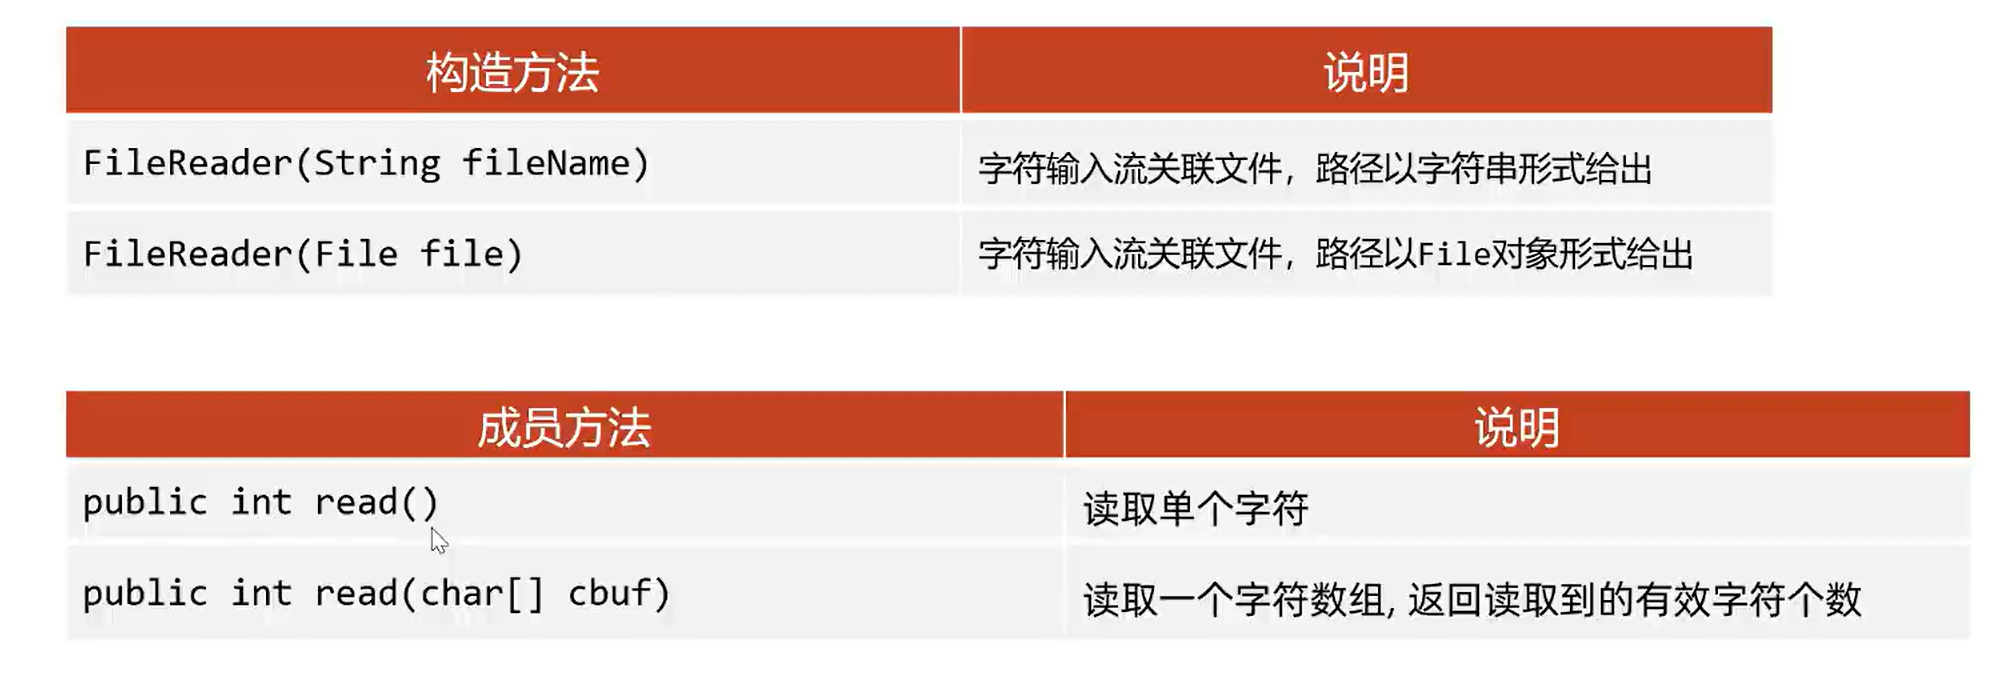 构造方法 说明
FileReader(String fileName) 字符输入流关联文件，路径以字符串形式给出
FileReader(File file) 字符输入流关联文件，路径以File对象形式给出
成员方法 说明
public int read() 读取单个字符
public int read(char[] cbuf) 读取一个字符数组, 返回读取到的有效字符个数